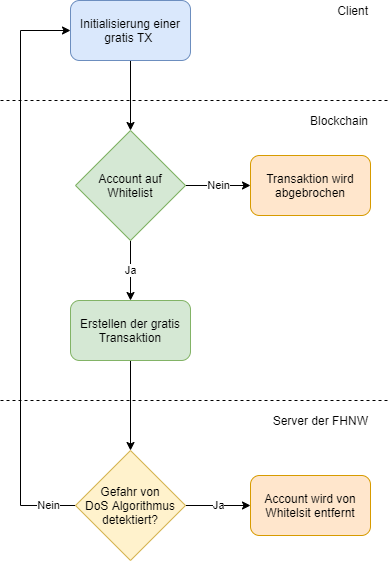 Client
Initialisierung einer
gratis TX
Blockchain
Account auf
Whitelist
Nein
Transaktion wird
abgebrochen
Ja
Erstellen der gratis
Transaktion
Server der FHNW
Gefahr von
DoS Algorithmus
detektiert?
Nein
Ja
Account wird von
Whitelsit entfernt